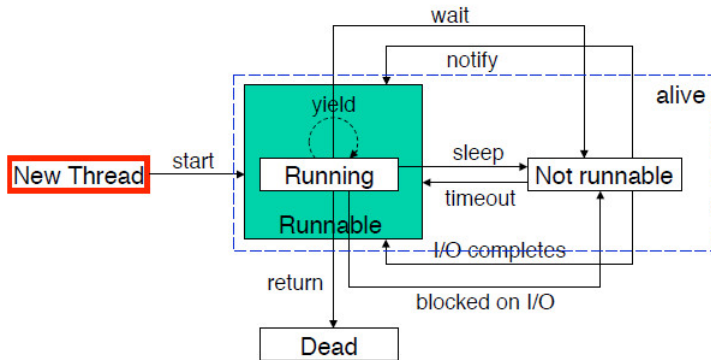 wait
notify
alive
yield
New Thread
start
Running
sleep
Not runnable
timeout
Runnable
I/O completes
return
blocked on I/O
Dead